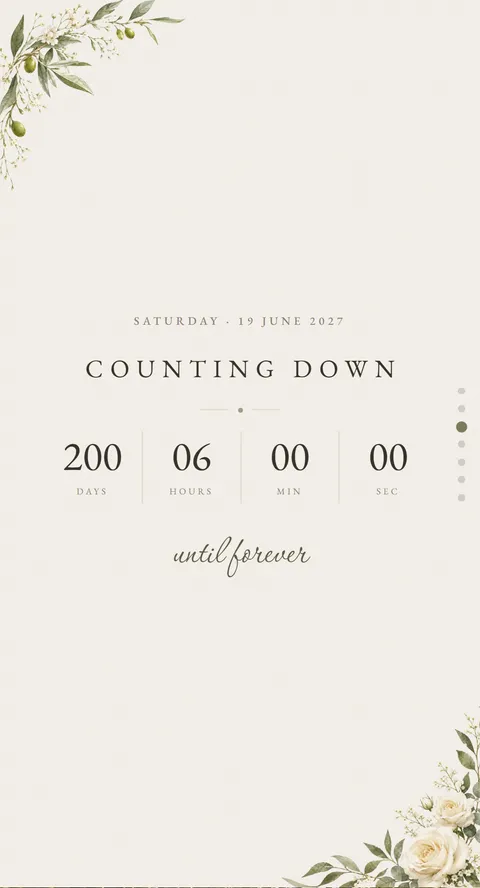 SATURDAY · 19 JUNE 2027
COUNTING DOWN
200 06 00 00
DAYS HOURS MIN SEC
until forever